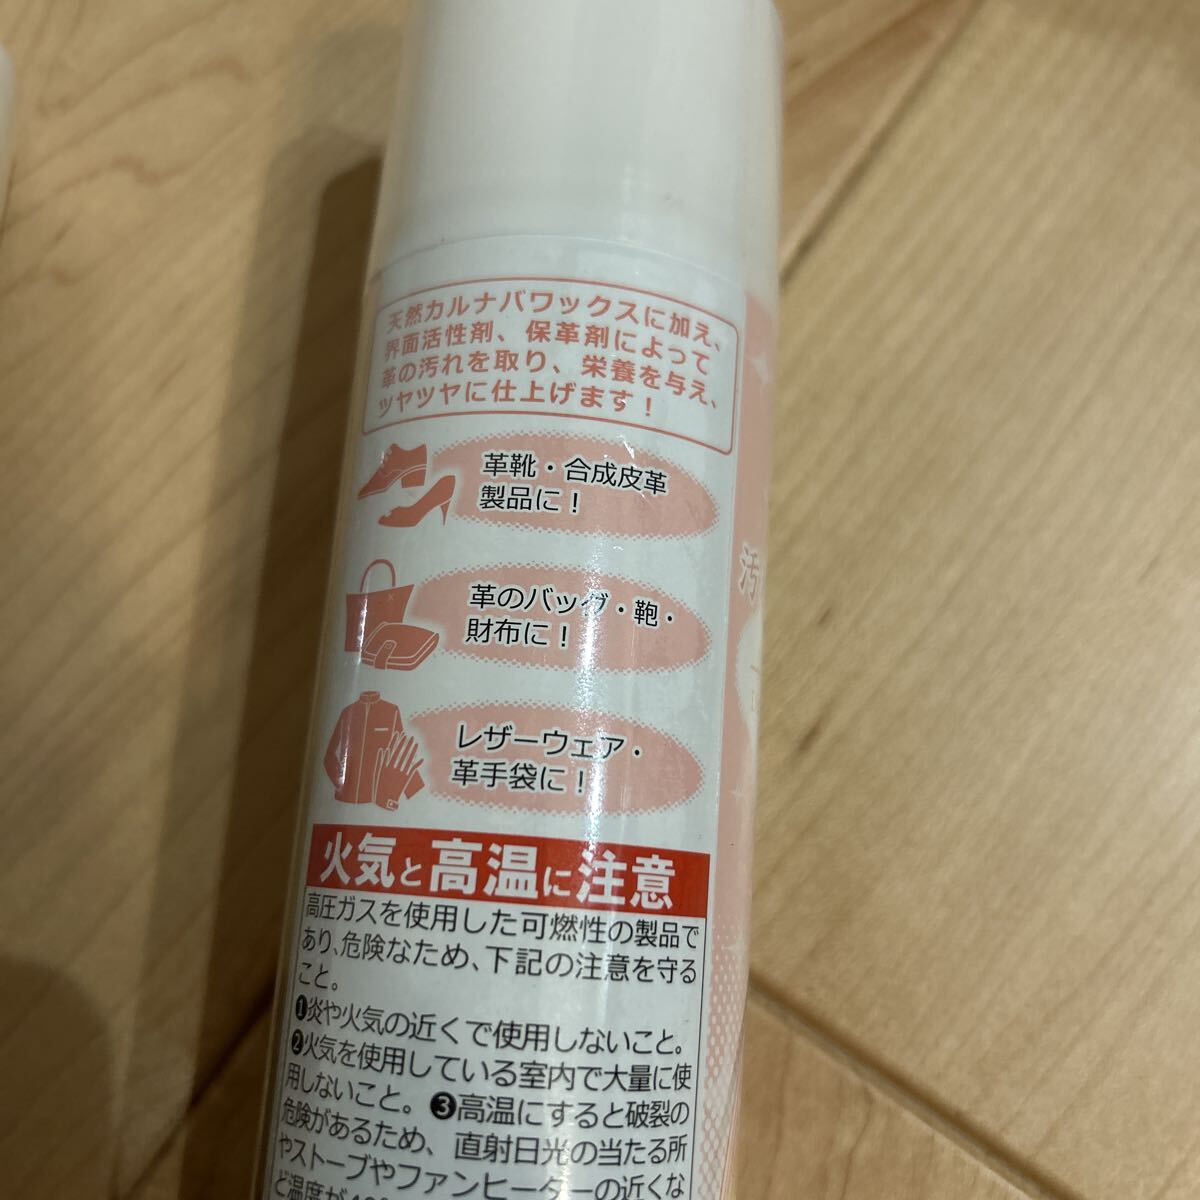 天然カルナバワックスに加え、
界面活性剤、保革剤によって
革の汚れを取り、栄養を与え、
ツヤツヤに仕上げます！
革靴・合成皮革
製品に！
革のバッグ・鞄・
財布に！
レザーウェア・
革手袋に！
火気と高温に注意
高圧ガスを使用した可燃性の製品で
あり、危険なため、下記の注意を守る
こと。
❶炎や火気の近くで使用しないこと。
❷火気を使用している室内で大量に使
用しないこと。❸高温にすると破裂の
危険があるため、直射日光の当たる所
やストーブやファンヒーターの近くな
ど温度が40
汚